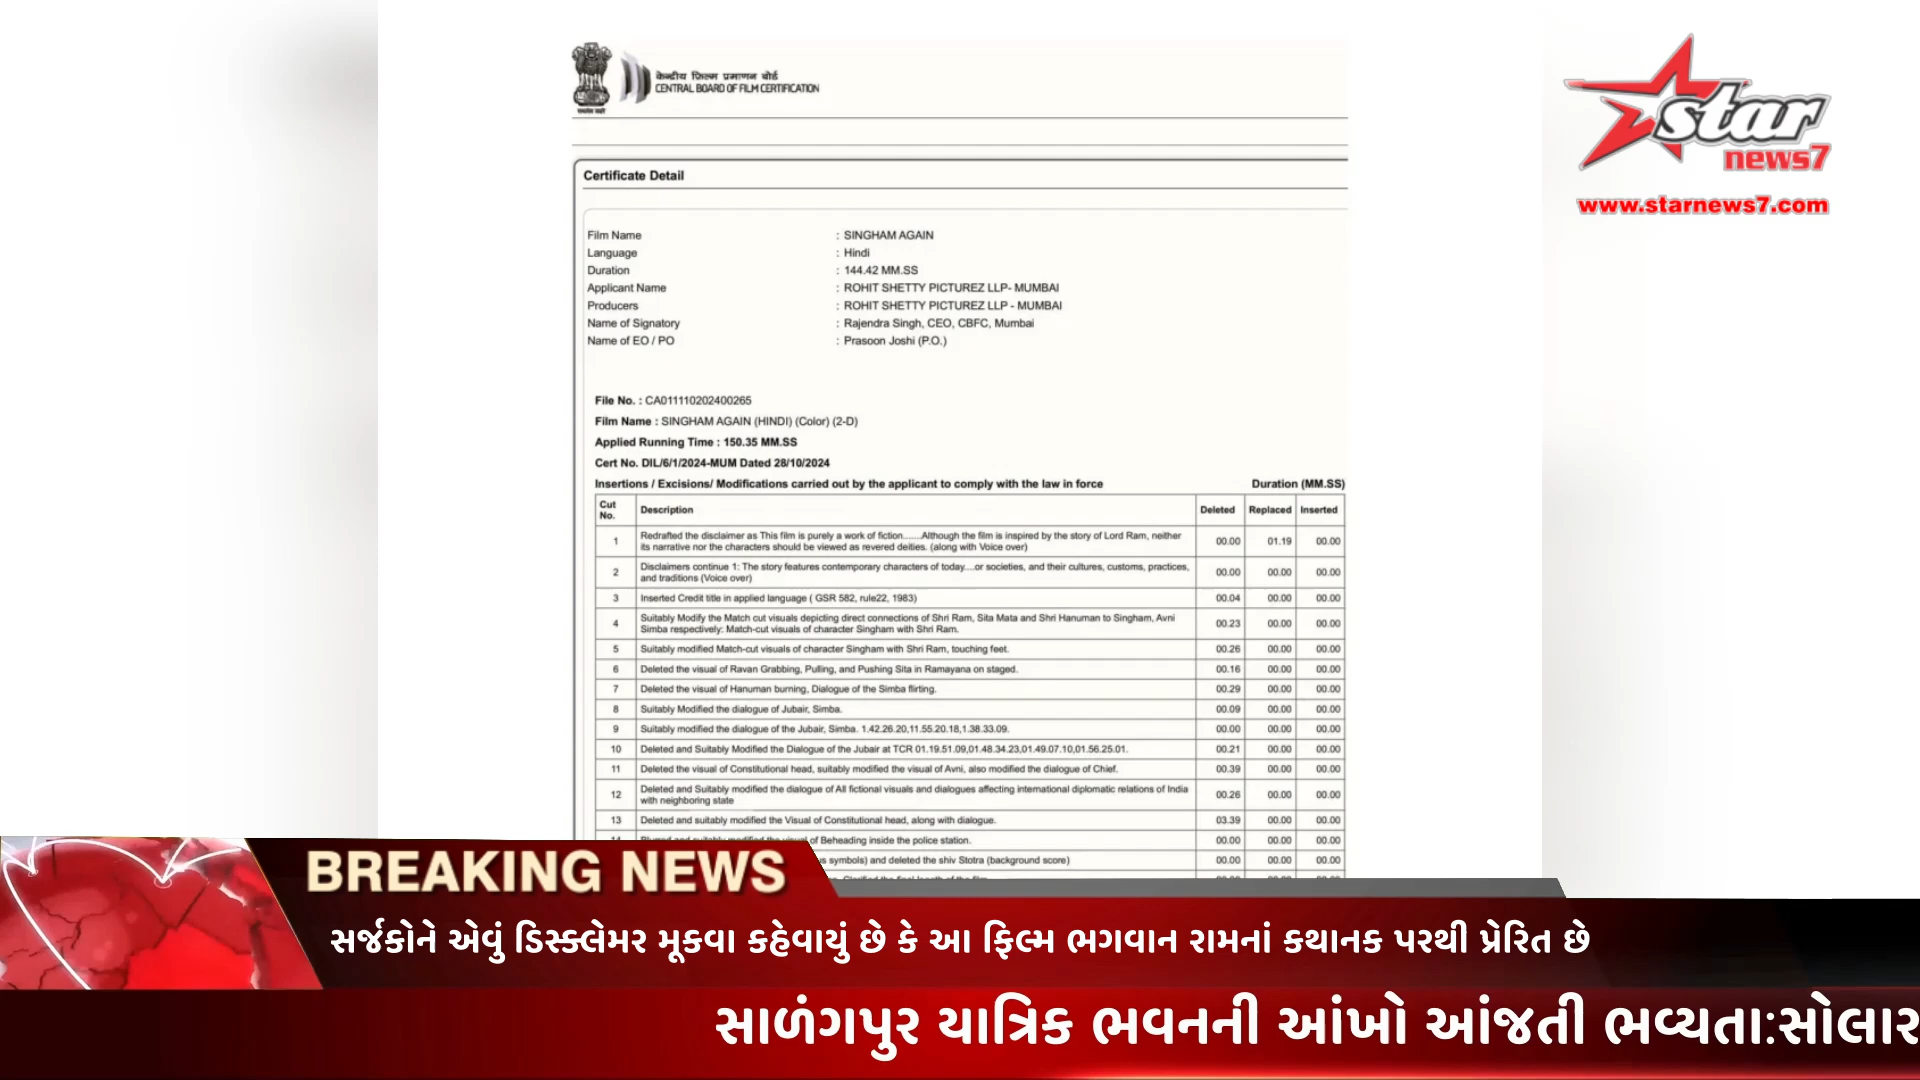 केन्द्रीय फ़िल्म प्रमाणन बोर्ड
CENTRAL BOARD OF FILM CERTIFICATION
star
news7
www.starnews7.com
Certificate Detail
Film Name : SINGHAM AGAIN
Language : Hindi
Duration : 144.42 MM.SS
Applicant Name : ROHIT SHETTY PICTUREZ LLP- MUMBAI
Producers : ROHIT SHETTY PICTUREZ LLP - MUMBAI
Name of Signatory : Rajendra Singh, CEO, CBFC, Mumbai
Name of EO / PO : Prasoon Joshi (P.O.)
File No. : CA011110202400265
Film Name : SINGHAM AGAIN (HINDI) (Color) (2-D)
Applied Running Time : 150.35 MM.SS
Cert No. DIL/6/1/2024-MUM Dated 28/10/2024
Insertions / Excisions/ Modifications carried out by the applicant to comply with the law in force Duration (MM.SS)
Cut No. Description Deleted Replaced Inserted
1 Redrafted the disclaimer as This film is purely a work of fiction.......Although the film is inspired by the story of Lord Ram, neither 00.00 01.19 00.00
its narrative nor the characters should be viewed as revered deities. (along with Voice over)
2 Disclaimers continue 1: The story features contemporary characters of today....or societies, and their cultures, customs, practices, 00.00 00.00 00.00
and traditions (Voice over)
3 Inserted Credit title in applied language ( GSR 582, rule22, 1983) 00.04 00.00 00.00
4 Suitably Modify the Match cut visuals depicting direct connections of Shri Ram, Sita Mata and Shri Hanuman to Singham, Avni 00.23 00.00 00.00
Simba respectively: Match-cut visuals of character Singham with Shri Ram.
5 Suitably modified Match-cut visuals of character Singham with Shri Ram, touching feet. 00.26 00.00 00.00
6 Deleted the visual of Ravan Grabbing, Pulling, and Pushing Sita in Ramayana on staged. 00.16 00.00 00.00
7 Deleted the visual of Hanuman burning, Dialogue of the Simba flirting. 00.29 00.00 00.00
8 Suitably Modified the dialogue of Jubair, Simba. 00.09 00.00 00.00
9 Suitably modified the dialogue of the Jubair, Simba. 1.42.26.20,11.55.20.18,1.38.33.09. 00.00 00.00 00.00
10 Deleted and Suitably Modified the Dialogue of the Jubair at TCR 01.19.51.09,01.48.34.23,01.49.07.10,01.56.25.01. 00.21 00.00 00.00
11 Deleted the visual of Constitutional head, suitably modified the visual of Avni, also modified the dialogue of Chief. 00.39 00.00 00.00
12 Deleted and Suitably modified the dialogue of All fictional visuals and dialogues affecting international diplomatic relations of India 00.26 00.00 00.00
with neighboring state
13 Deleted and suitably modified the Visual of Constitutional head, along with dialogue. 03.39 00.00 00.00
of Beheading inside the police station. 00.00 00.00 00.00
symbols) and deleted the shiv Stotra (background score) 00.00 00.00 00.00
BREAKING NEWS
સર્જકોને એવું ડિસ્ક્લેમર મૂકવા કહેવાયું છે કે આ ફિલ્મ ભગવાન રામનાં કથાનક પરથી પ્રેરિત છે
સાળંગપુર યાત્રિક ભવનની આંખો આંજતી ભવ્યતા:સોલાર